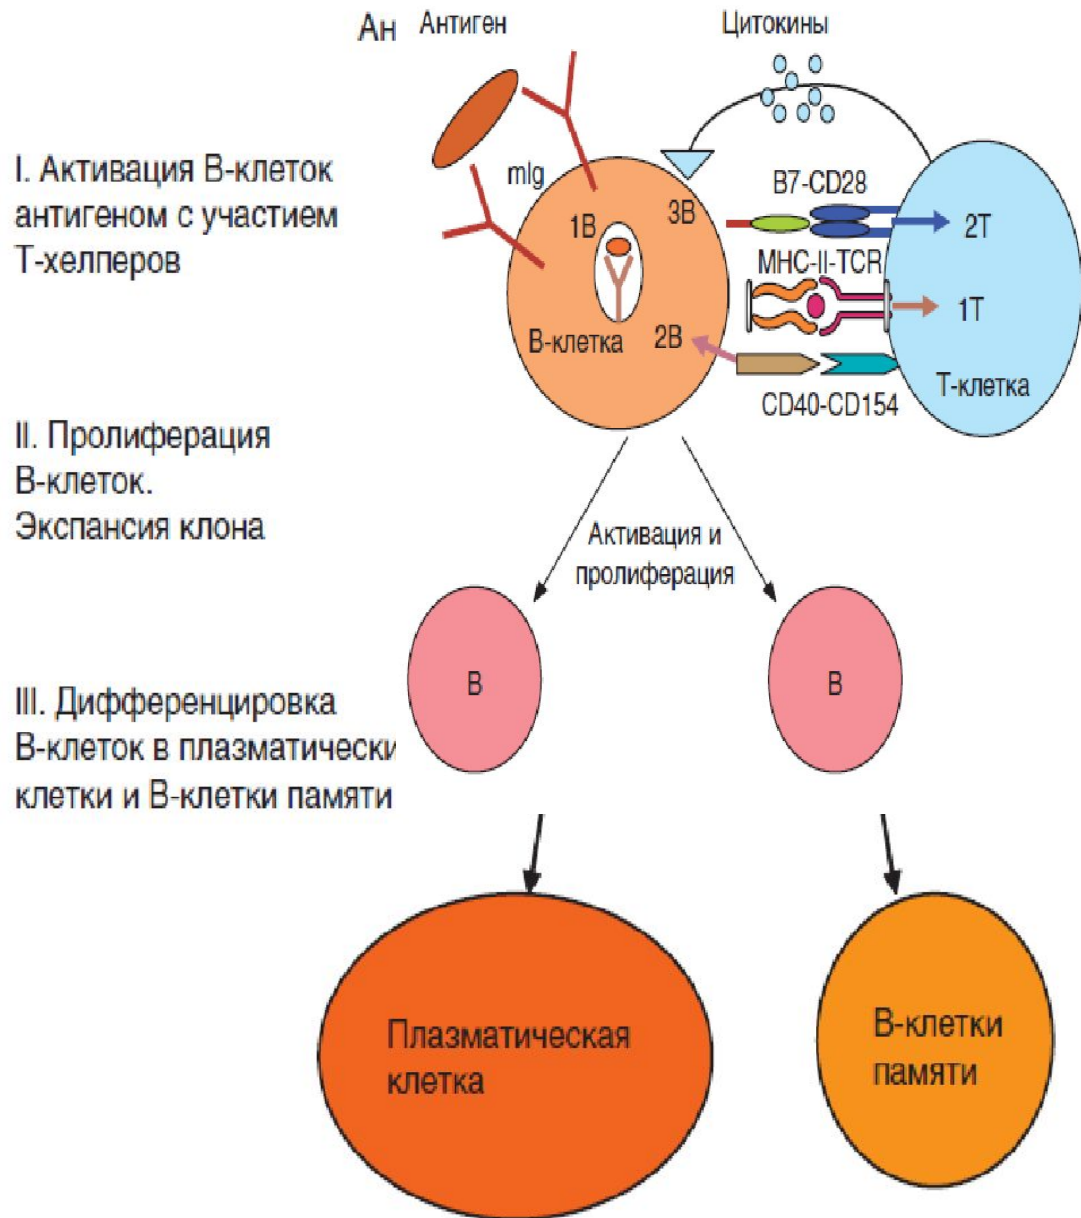 Ан Антиген
Цитокины
I. Активация В-клеток
антигеном с участием
Т-хелперов
mIg
1В
3В
В7-CD28
2Т
МНС-II-TCR
1Т
В-клетка
2В
CD40-CD154
Т-клетка
II. Пролиферация
В-клеток.
Экспансия клона
Активация и
пролиферация
В
В
III. Дифференцировка
В-клеток в плазматически
клетки и В-клетки памяти
Плазматическая
клетка
В-клетки
памяти